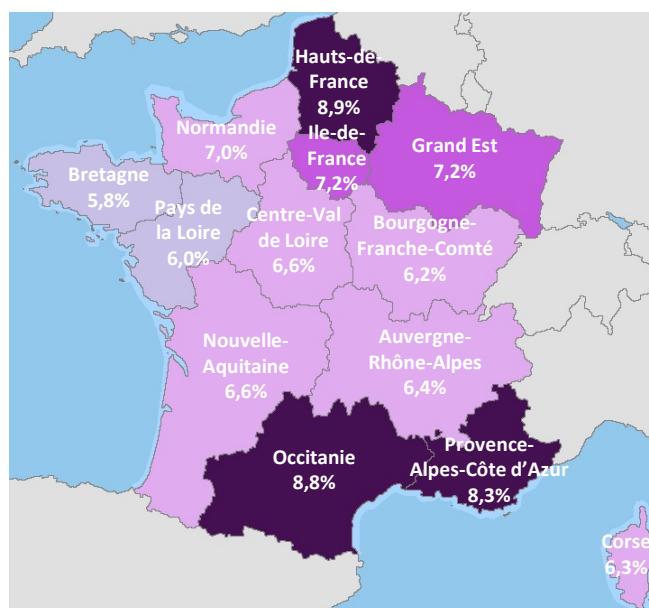 Hauts-de-
France
8,9%
Normandie
7,0%
Ile-de-
France
7,2%
Grand Est
7,2%
Bretagne
5,8%
Pays de
la Loire
6,0%
Centre-Val
de Loire
6,6%
Bourgogne-
Franche-Comté
6,2%
Nouvelle-
Aquitaine
6,6%
Auvergne-
Rhône-Alpes
6,4%
Occitanie
8,8%
Provence-
Alpes-Côte d’Azur
8,3%
Corse
6,3%